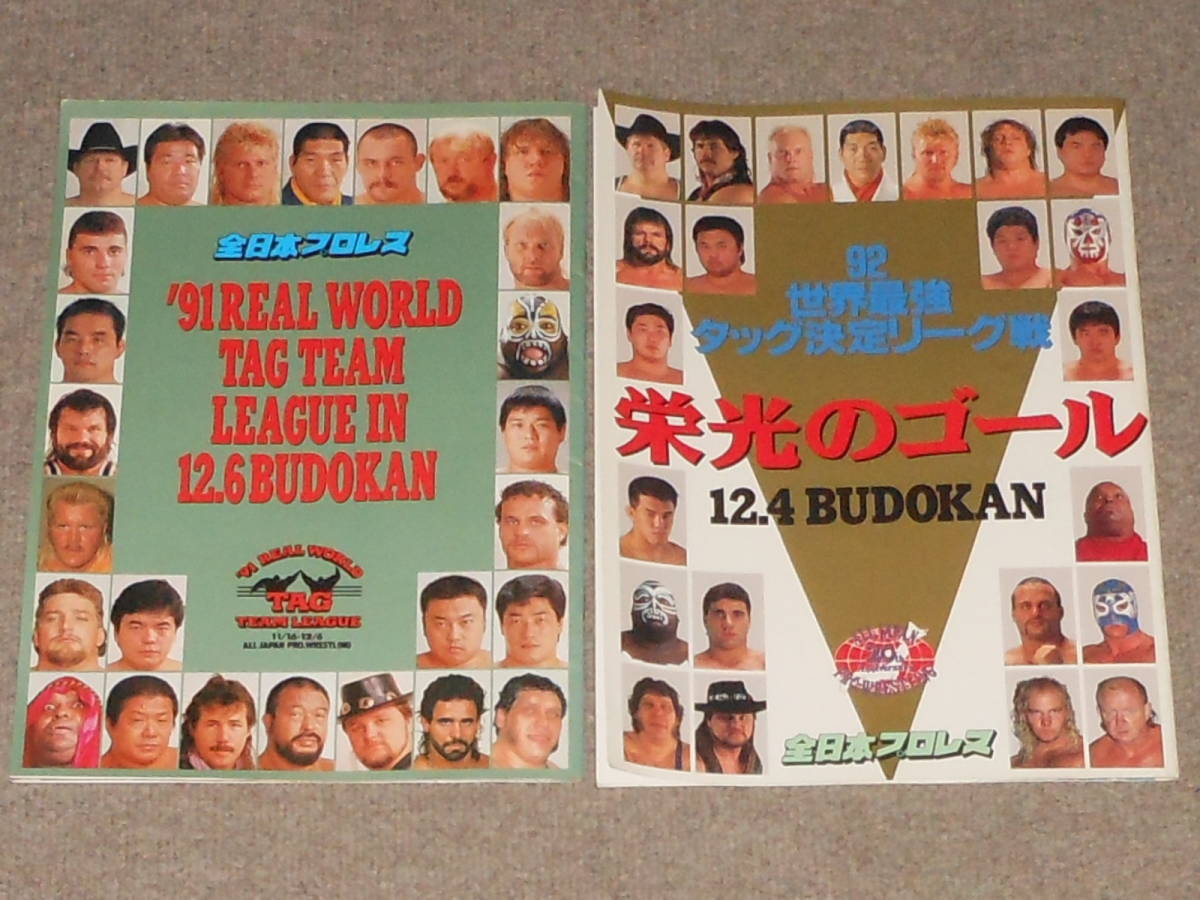 全日本プロレス
'91 REAL WORLD
TAG TEAM
LEAGUE IN
12.6 BUDOKAN
'91 REAL WORLD
TAG
TEAM LEAGUE
11/16-12/6
ALL JAPAN PRO-WRESTLING
92
世界最強
タッグ決定リーグ戦
栄光のゴール
12.4 BUDOKAN
20
全日本プロレス